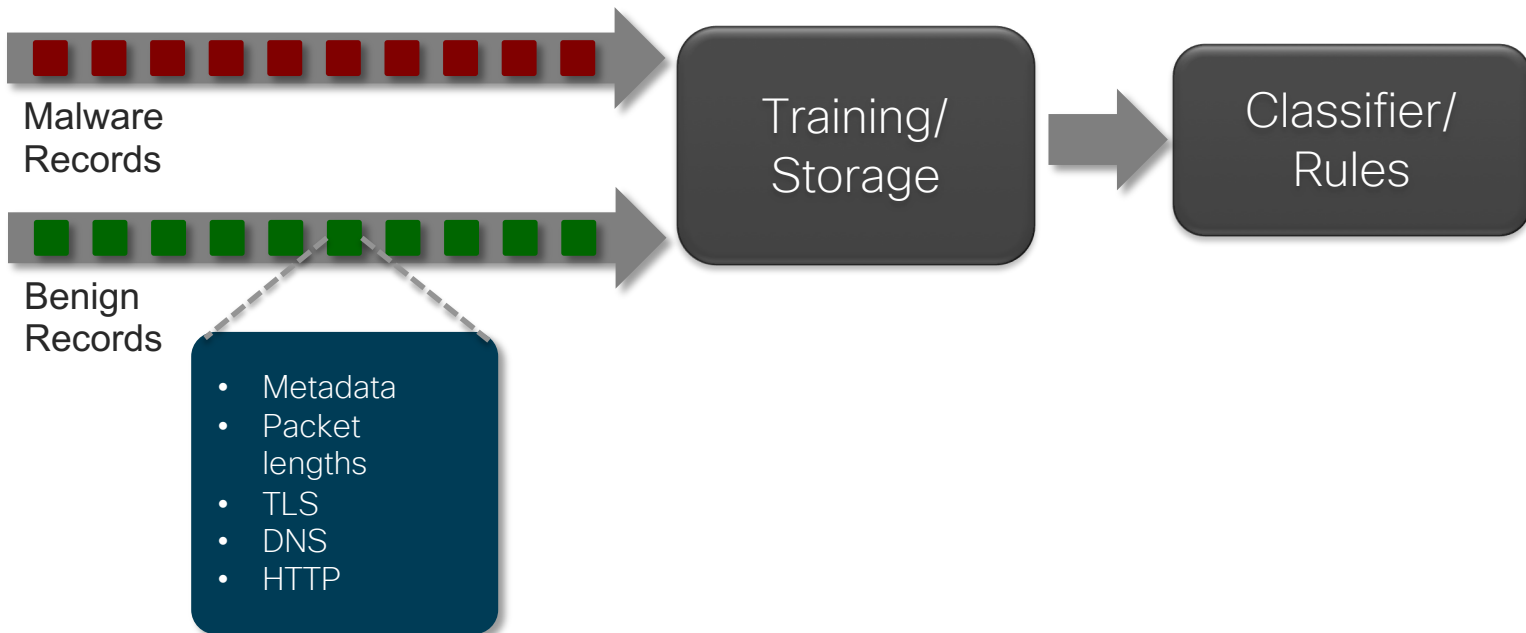 Malware
Records
Training/
Storage
Classifier/
Rules
Benign
Records
• Metadata
• Packet
lengths
• TLS
• DNS
• HTTP